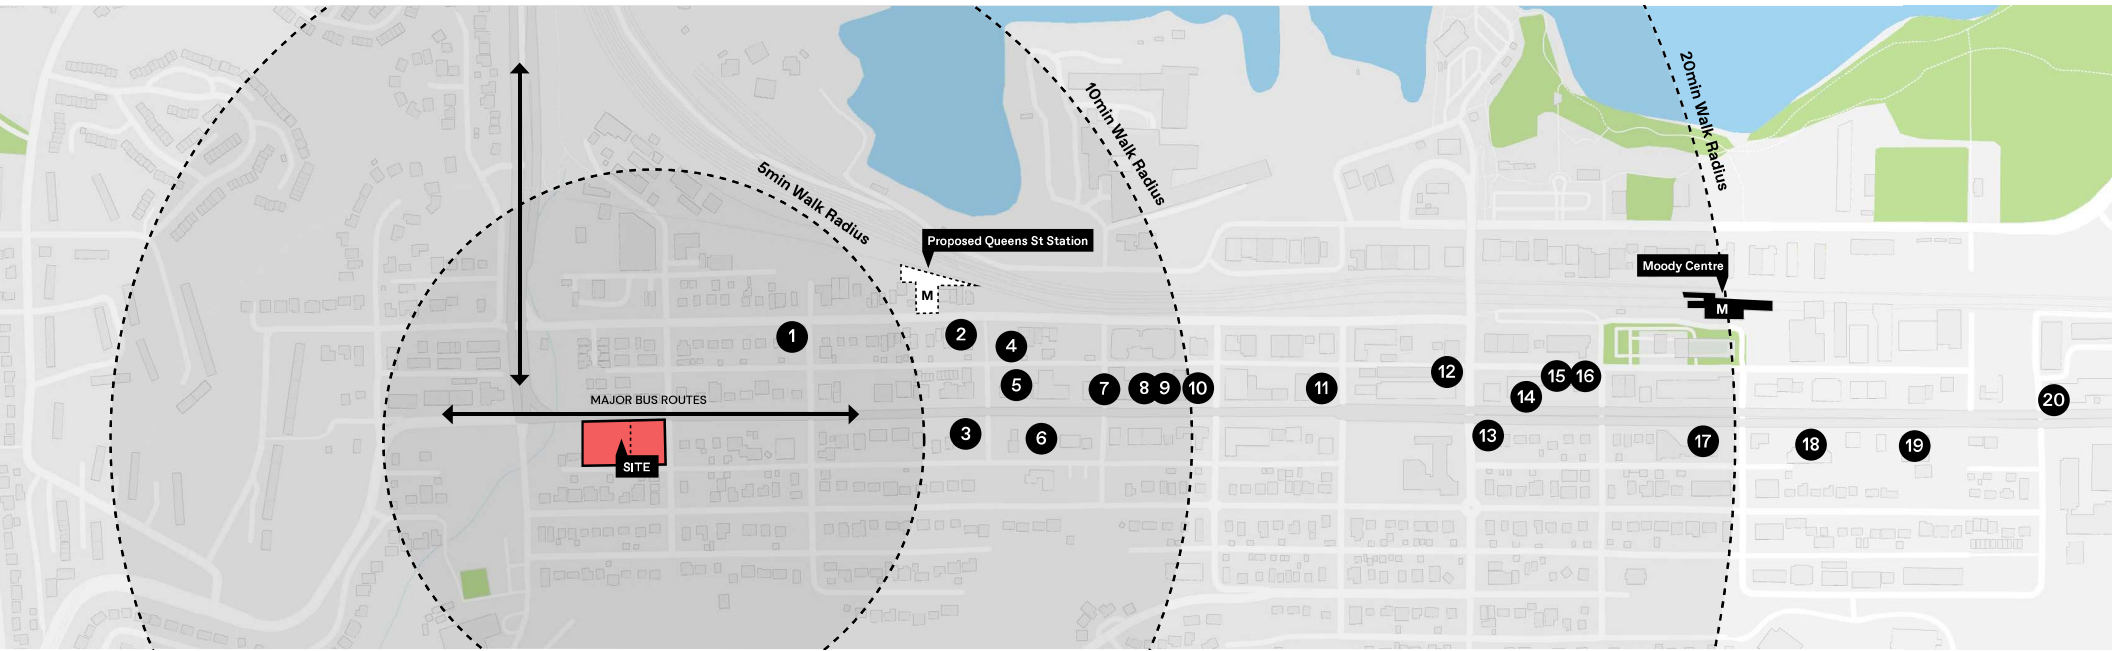 20min Walk Radius
10min Walk Radius
5min Walk Radius
Proposed Queens St Station
M
Moody Centre
M
1
2
4
12
15
16
5
7
8
9
10
11
14
20
MAJOR BUS ROUTES
3
6
13
17
18
19
SITE